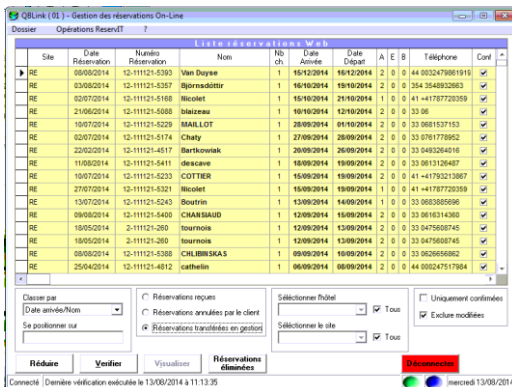 QBLink ( 01 ) - Gestion des réservations On-Line
Dossier Opérations ReservIT ?
Liste réservations Web
Site Date Réservation Numéro Réservation Nom Nb ch. Date Arrivée Date Départ A E B Téléphone Conf
RE 08/08/2014 12-111121-5393 Van Duyse 1 15/12/2014 16/12/2014 2 0 0 44 0032479861919
RE 03/08/2014 12-111121-5357 Björnsdóttir 1 16/10/2014 19/10/2014 2 0 0 354 3548932663
RE 02/07/2014 12-111121-5168 Nicolet 1 15/10/2014 21/10/2014 1 0 0 41 +41787720359
RE 21/06/2014 12-111121-5088 blaizeau 1 10/10/2014 12/10/2014 2 0 0 33 06
RE 10/07/2014 12-111121-5229 MAILLOT 1 28/09/2014 01/10/2014 2 0 0 33 0681537153
RE 02/07/2014 12-111121-5174 Chaty 1 27/09/2014 28/09/2014 2 0 0 33 0761778952
RE 22/02/2014 12-111121-4517 Bartkowiak 1 20/09/2014 26/09/2014 2 0 0 33 0493264016
RE 11/08/2014 12-111121-5411 descave 1 18/09/2014 19/09/2014 2 0 0 33 0613126487
RE 10/07/2014 12-111121-5233 COTTIER 1 15/09/2014 19/09/2014 2 0 0 41 +41793213867
RE 27/07/2014 12-111121-5321 Nicolet 1 15/09/2014 19/09/2014 1 0 0 41 +41787720359
RE 13/07/2014 12-111121-5243 Boutrin 1 13/09/2014 14/09/2014 1 0 0 33 0683885696
RE 09/08/2014 12-111121-5400 CHANSIAUD 1 12/09/2014 15/09/2014 2 0 0 33 0616314360
RE 18/05/2014 2-111121-260 tournois 1 12/09/2014 13/09/2014 2 0 0 33 0475608745
RE 18/05/2014 2-111121-260 tournois 1 12/09/2014 13/09/2014 2 0 0 33 0475608745
RE 08/08/2014 12-111121-5388 CHLIBINSKAS 1 09/09/2014 10/09/2014 2 0 0 33 0626656862
RE 25/04/2014 12-111121-4812 cathelin 1 06/09/2014 08/09/2014 2 0 0 44 000247517984
Classer par
Date arrivée/Nom
Se positionner sur
Réservations reçues
Réservations annulées par le client
Réservations transférées en gestion
Séléctionner l'hôtel
Tous
Séléctionner le site
Tous
Uniquement confirmées
Exclure modifiées
Réduire Verifier Visualiser Réservations éliminées Déconnecter
Connecté Dernière vérification exécutée le 13/08/2014 à 11:13:35 mercredi 13/08/201